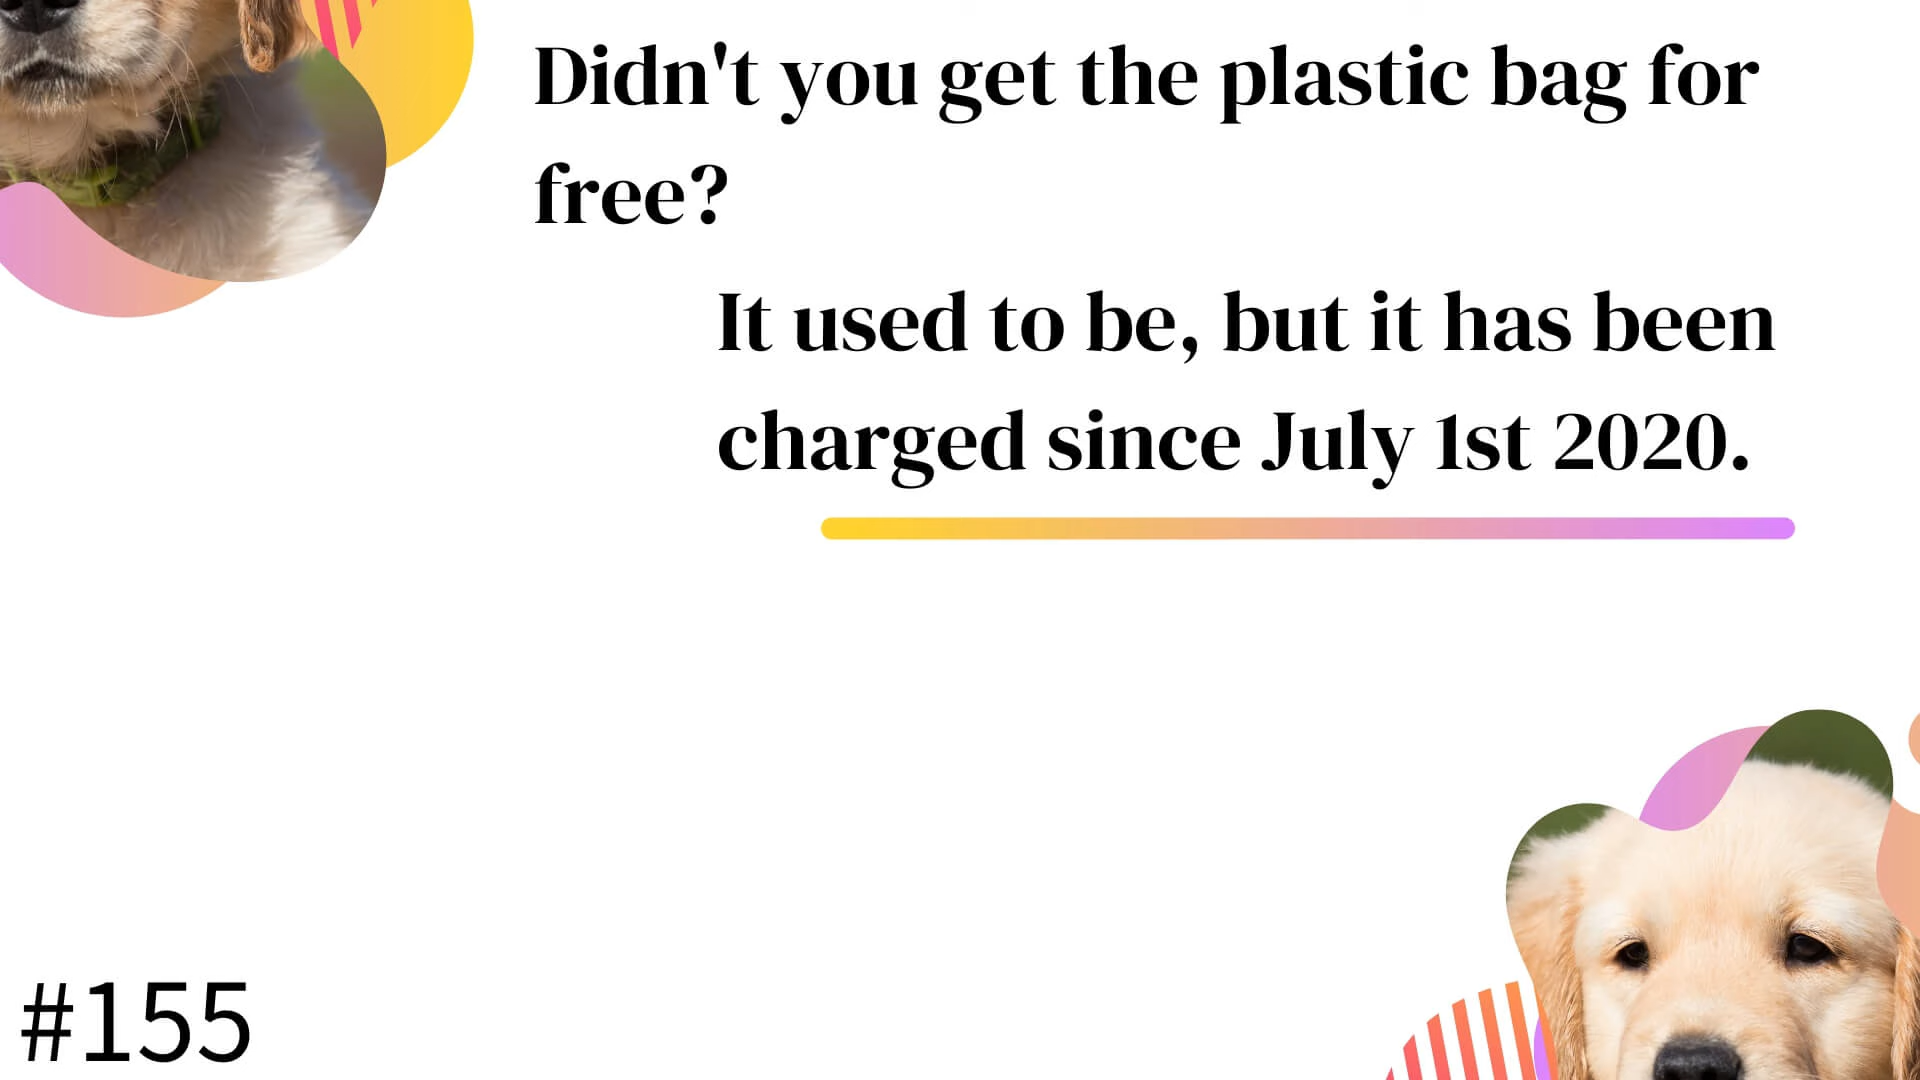 Didn't you get the plastic bag for
free?
It used to be, but it has been
charged since July 1st 2020.
#155